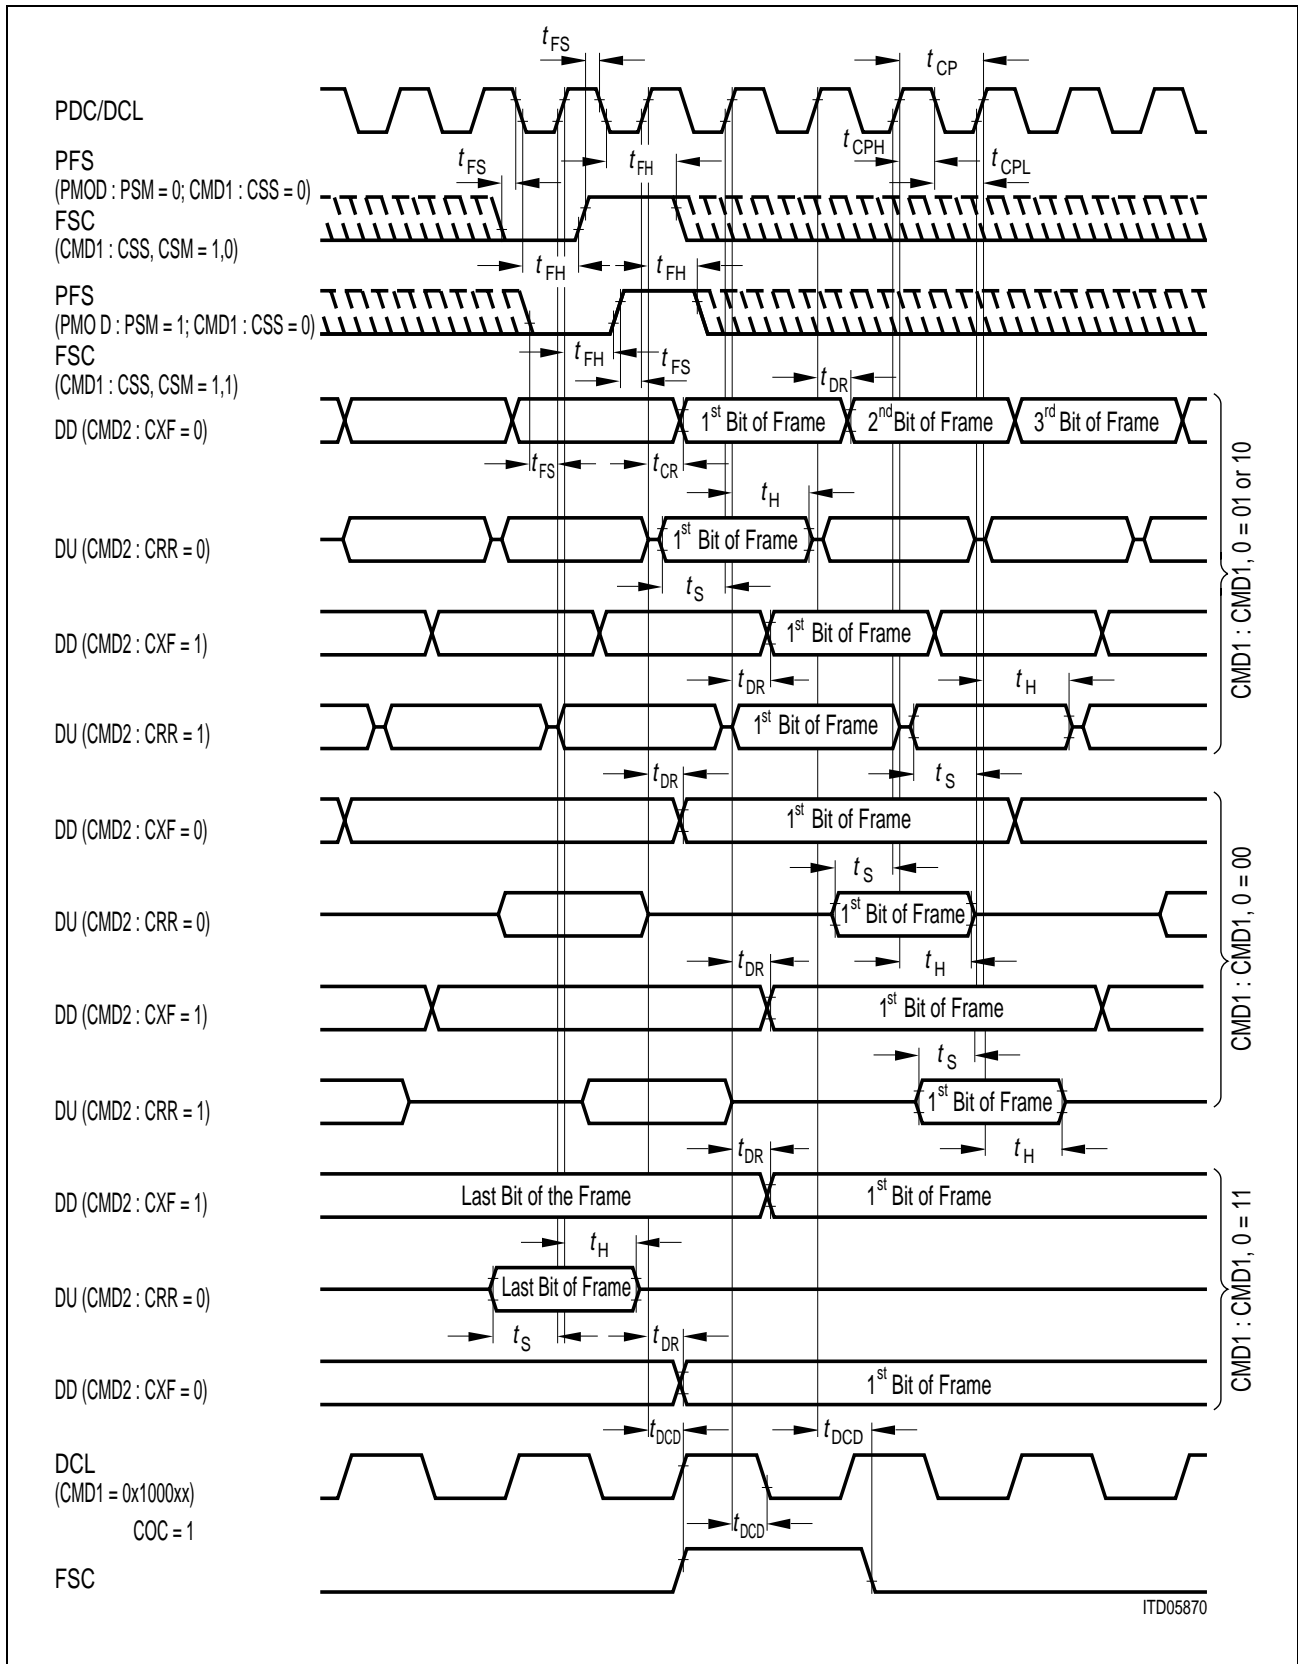 tFS
tCP
PDC/DCL
tCPH
tCPL
tFS
tFH
PFS
(PMOD : PSM = 0; CMD1 : CSS = 0)
FSC
(CMD1 : CSS, CSM = 1,0)
tFH
tFH
PFS
(PMO D : PSM = 1; CMD1 : CSS = 0)
tFH
tFS
FSC
(CMD1 : CSS, CSM = 1,1)
tDR
DD (CMD2 : CXF = 0)
1st Bit of Frame
2nd Bit of Frame
3rd Bit of Frame
tFS
tCR
tH
DU (CMD2 : CRR = 0)
1st Bit of Frame
tS
DD (CMD2 : CXF = 1)
1st Bit of Frame
tDR
tH
DU (CMD2 : CRR = 1)
1st Bit of Frame
tDR
tS
CMD1 : CMD1, 0 = 01 or 10
DD (CMD2 : CXF = 0)
1st Bit of Frame
tS
DU (CMD2 : CRR = 0)
1st Bit of Frame
tDR
tH
DD (CMD2 : CXF = 1)
1st Bit of Frame
tS
DU (CMD2 : CRR = 1)
1st Bit of Frame
tDR
tH
CMD1 : CMD1, 0 = 00
DD (CMD2 : CXF = 1)
Last Bit of the Frame
1st Bit of Frame
tH
DU (CMD2 : CRR = 0)
Last Bit of Frame
tS
tDR
DD (CMD2 : CXF = 0)
1st Bit of Frame
CMD1 : CMD1, 0 = 11
tDCD
tDCD
DCL
(CMD1 = 0x1000xx)
COC = 1
tDCD
FSC
ITD05870